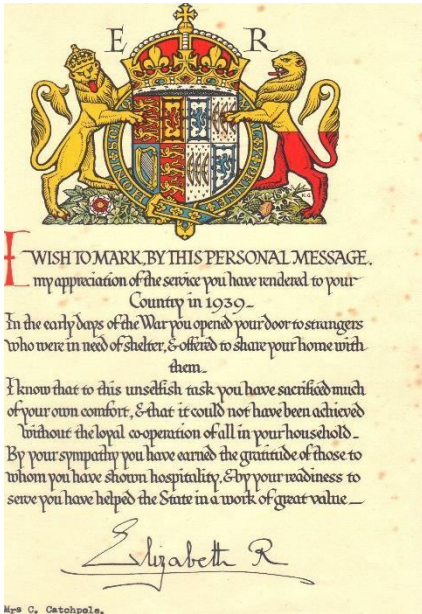 E R
I WISH TO MARK, BY THIS PERSONAL MESSAGE,
my appreciation of the service you have rendered to your
Country in 1939_
In the early days of the War you opened your door to strangers
who were in need of shelter, & offered to share your home with
them_
I know that to this unselfish task you have sacrificed much
of your own comfort, & that it could not have been achieved
without the loyal co-operation of all in your household_
By your sympathy you have earned the gratitude of those to
whom you have shown hospitality, & by your readiness to
serve you have helped the State in a work of great value_
Elizabeth R
Mrs C. Catchpole.